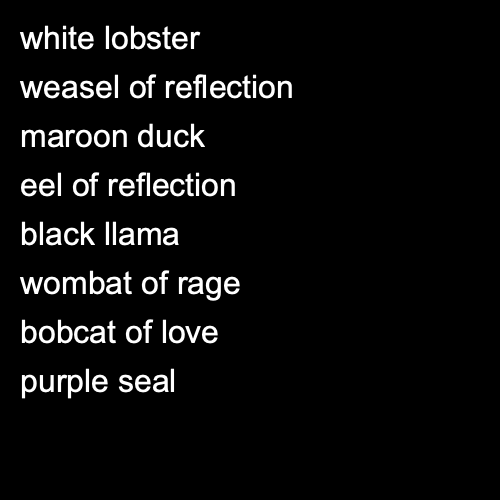 white lobster
weasel of reflection
maroon duck
eel of reflection
black llama
wombat of rage
bobcat of love
purple seal